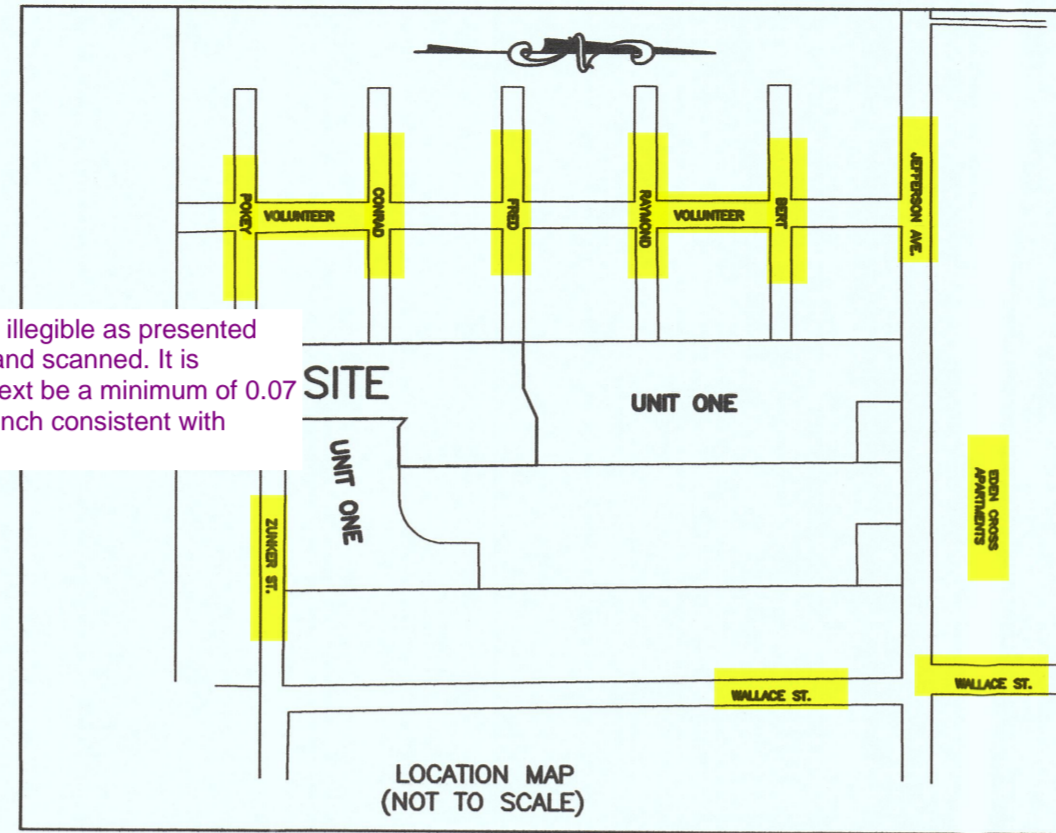 POKEY
VOLUNTEER
CONRAD
FRED
RAYMOND
VOLUNTEER
BERT
JEFFERSON AVE.
illegible as presented
and scanned. It is
ext be a minimum of 0.07
nch consistent with
SITE
UNIT ONE
UNIT ONE
EDEN CROSS
APARTMENTS
ZUNKER ST.
WALLACE ST.
WALLACE ST.
LOCATION MAP
(NOT TO SCALE)